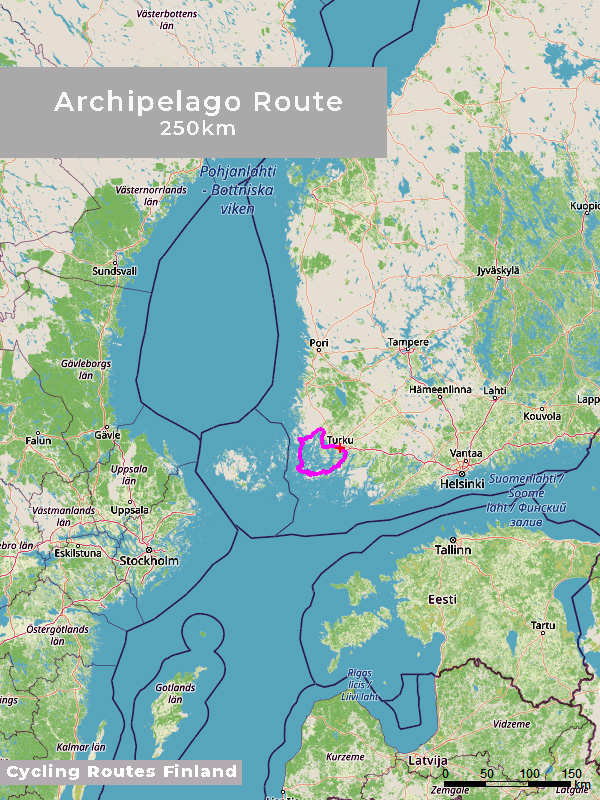 Västerbottens
län
Archipelago Route
250km
Pohjanlahti
- Bottniska
viken
Västernorrlands
län
Kuopio
Sundsvall
Jyväskylä
Pori
Tampere
Gävleborgs
län
Hämeenlinna
Lahti
Lapp
Kouvola
Falun
Gävle
Turku
Vantaa
Helsinki
Uppsala
län
Suomenlahti /
Soome
laht / Финский
залив
Västmanlands
län
Uppsala
ebro län
Eskilstuna
Stockholm
Tallinn
Eesti
Östergötlands
län
Tartu
Rigas
līcis /
Liivi laht
Gotlands
län
ings
Kalmar län
Vidzeme
Kurzeme
Latvija
Cycling Routes Finland
0 50 100 150
km
Zemgale
Latgale